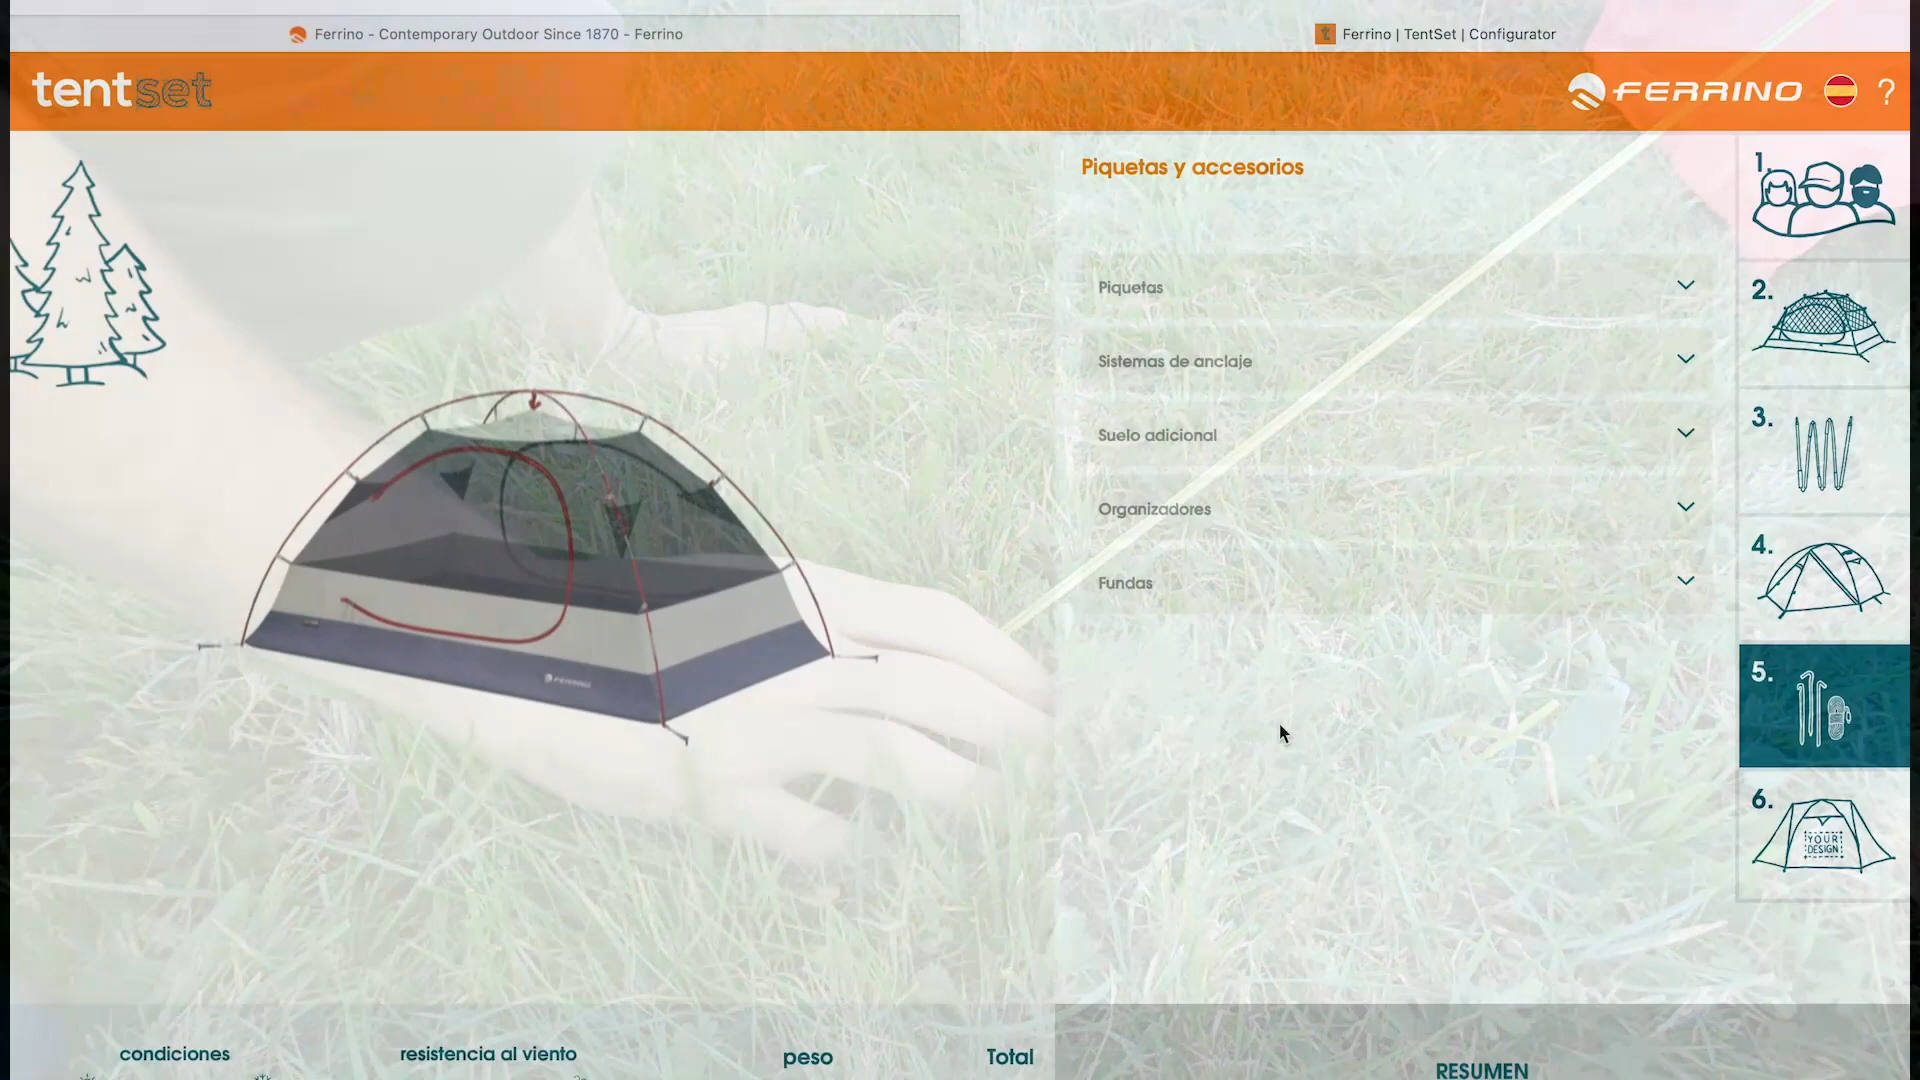 Ferrino - Contemporary Outdoor Since 1870 - Ferrino
t Ferrino | TentSet | Configurator
tentset
FERRINO
?
Piquetas y accesorios
Piquetas
Sistemas de anclaje
Suelo adicional
Organizadores
Fundas
1.
2.
3.
4.
5.
6.
YOUR
DESIGN
FERRINO
condiciones
resistencia al viento
peso
Total
RESUMEN